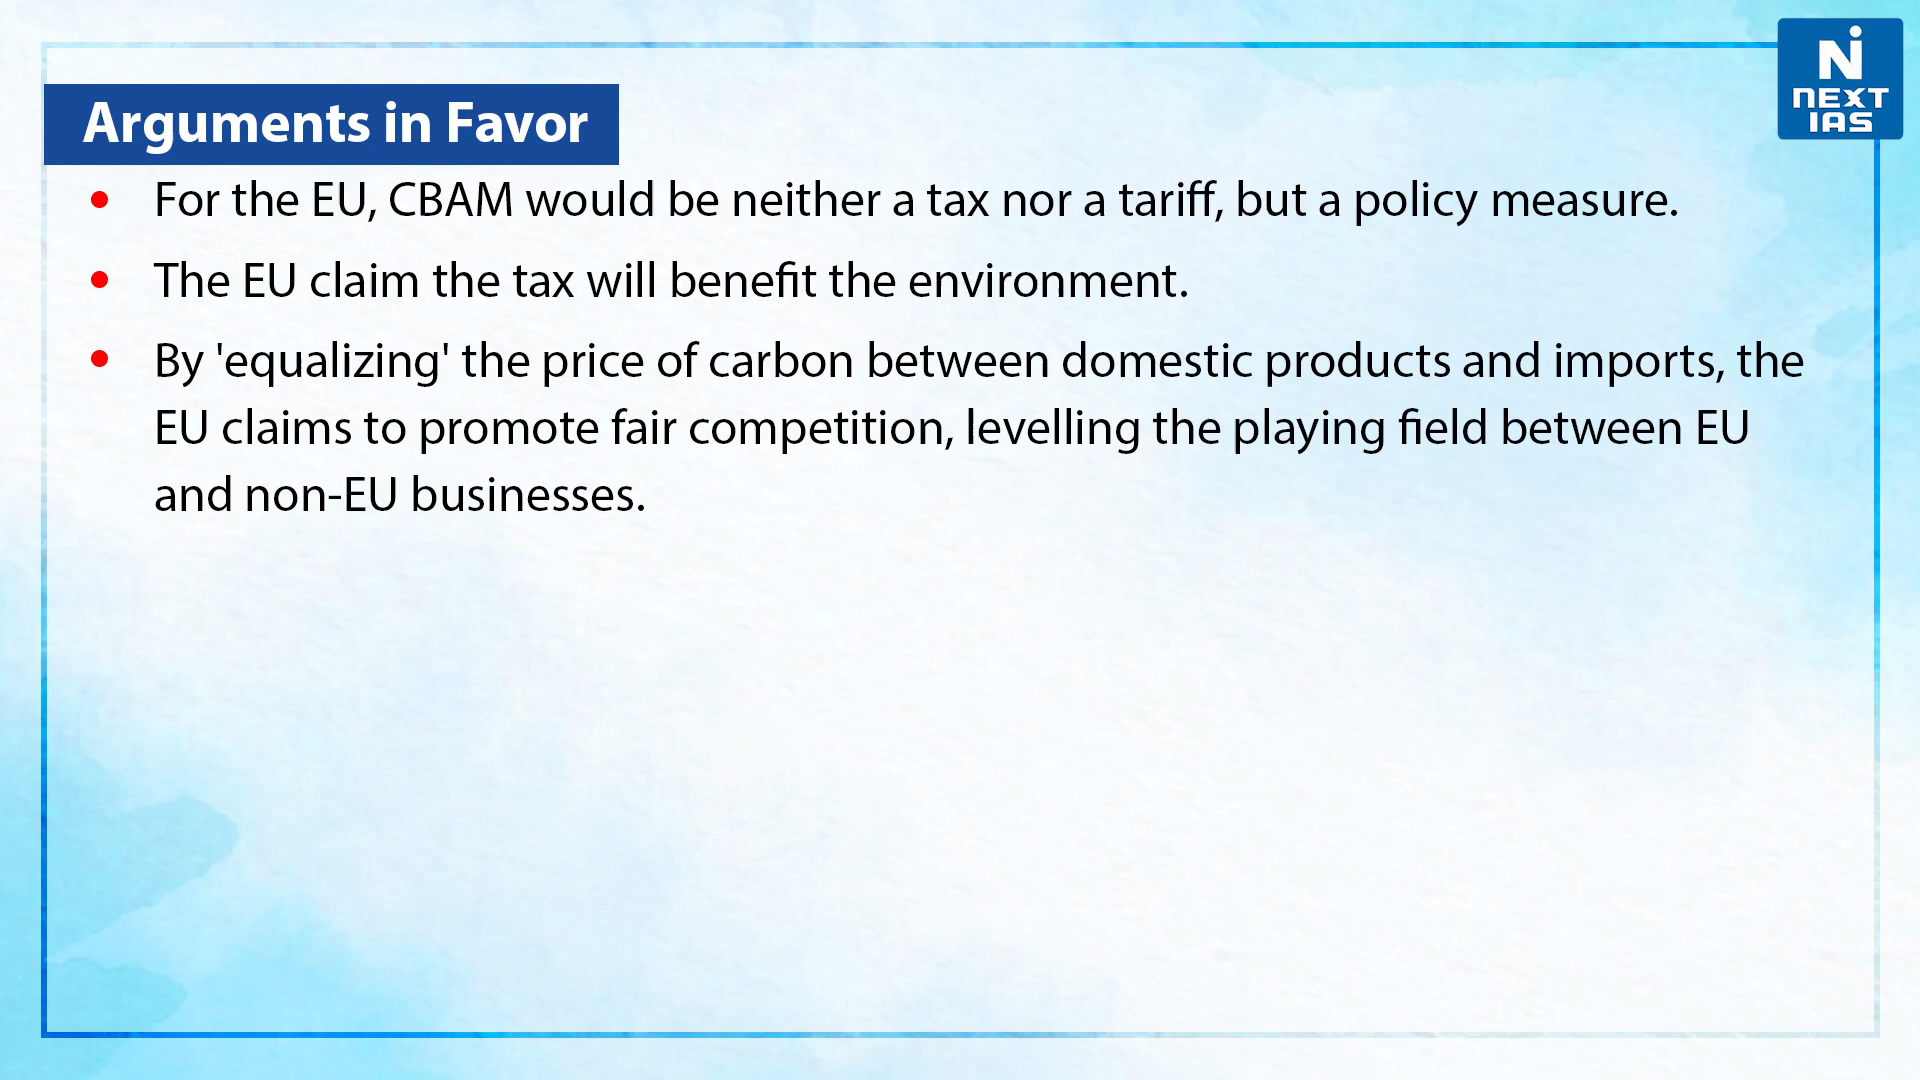 NEXT
IAS
Arguments in Favor
For the EU, CBAM would be neither a tax nor a tariff, but a policy measure.
The EU claim the tax will benefit the environment.
By 'equalizing' the price of carbon between domestic products and imports, the
EU claims to promote fair competition, levelling the playing field between EU
and non-EU businesses.